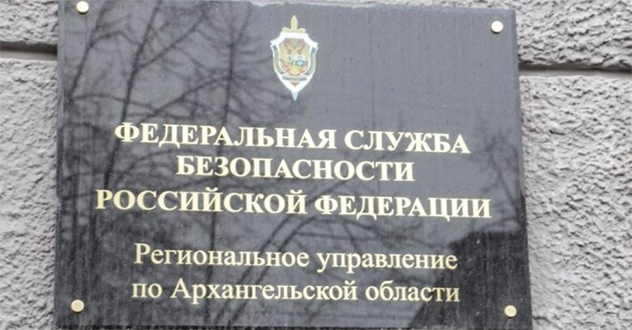 ФЕДЕРАЛЬНАЯ СЛУЖБА
БЕЗОПАСНОСТИ
РОССИЙСКОЙ ФЕДЕРАЦИИ
Региональное управление
по Архангельской области